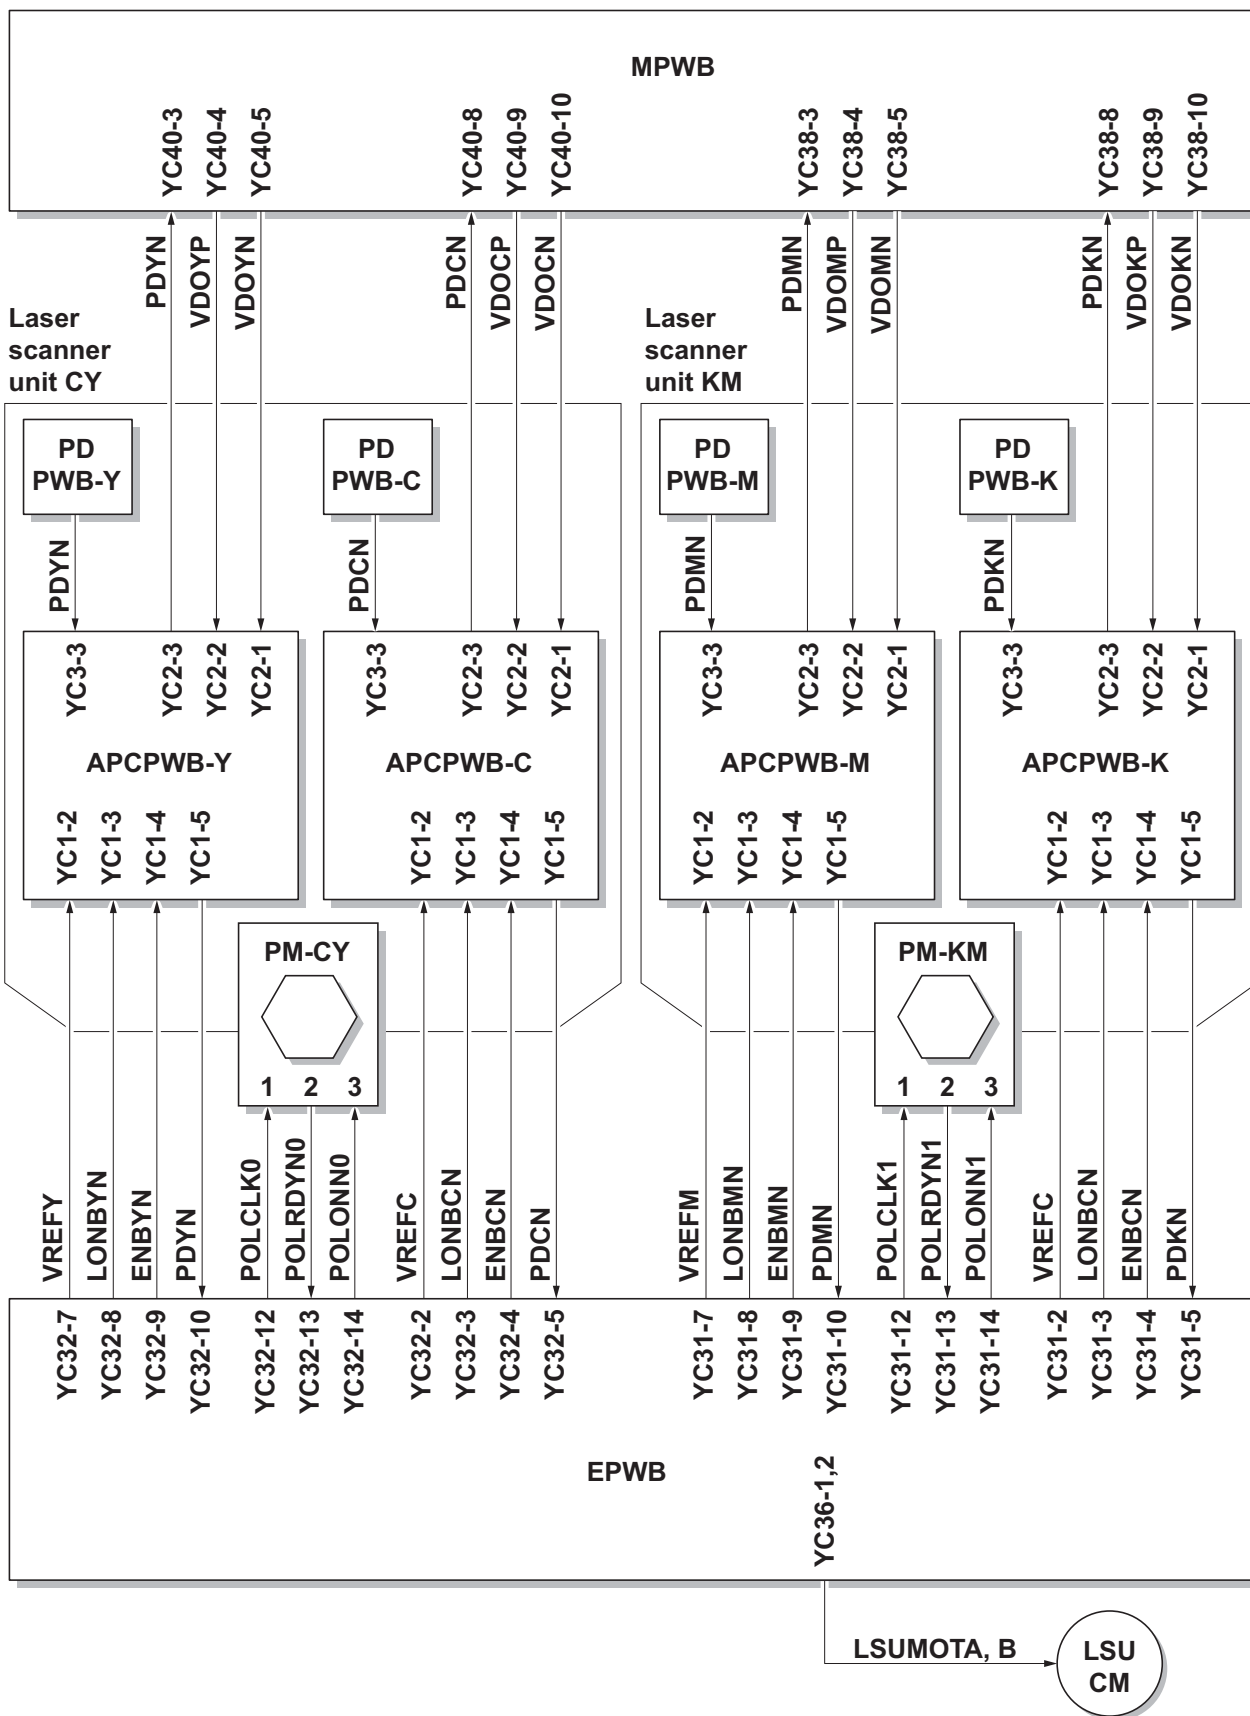 MPWB
YC40-3
YC40-4
YC40-5
YC40-8
YC40-9
YC40-10
YC38-3
YC38-4
YC38-5
YC38-8
YC38-9
YC38-10
PDYN
VDOYP
VDOYN
PDCN
VDOCP
VDOCN
PDMN
VDOMP
VDOMN
PDKN
VDOKP
VDOKN
Laser
scanner
unit CY
Laser
scanner
unit KM
PD
PWB-Y
PD
PWB-C
PD
PWB-M
PD
PWB-K
PDYN
PDCN
PDMN
PDKN
YC3-3
YC2-3
YC2-2
YC2-1
YC3-3
YC2-3
YC2-2
YC2-1
YC3-3
YC2-3
YC2-2
YC2-1
YC3-3
YC2-3
YC2-2
YC2-1
APCPWB-Y
APCPWB-C
APCPWB-M
APCPWB-K
YC1-2
YC1-3
YC1-4
YC1-5
YC1-2
YC1-3
YC1-4
YC1-5
YC1-2
YC1-3
YC1-4
YC1-5
YC1-2
YC1-3
YC1-4
YC1-5
PM-CY
1 2 3
PM-KM
1 2 3
VREFY
LONBYN
ENBYN
PDYN
POLCLK0
POLRDYN0
POLONN0
VREFC
LONBCN
ENBCN
PDCN
VREFM
LONBMN
ENBMN
PDMN
POLCLK1
POLRDYN1
POLONN1
VREFC
LONBCN
ENBCN
PDKN
YC32-7
YC32-8
YC32-9
YC32-10
YC32-12
YC32-13
YC32-14
YC32-2
YC32-3
YC32-4
YC32-5
YC31-7
YC31-8
YC31-9
YC31-10
YC31-12
YC31-13
YC31-14
YC31-2
YC31-3
YC31-4
YC31-5
EPWB
YC36-1,2
LSUMOTA, B
LSU
CM